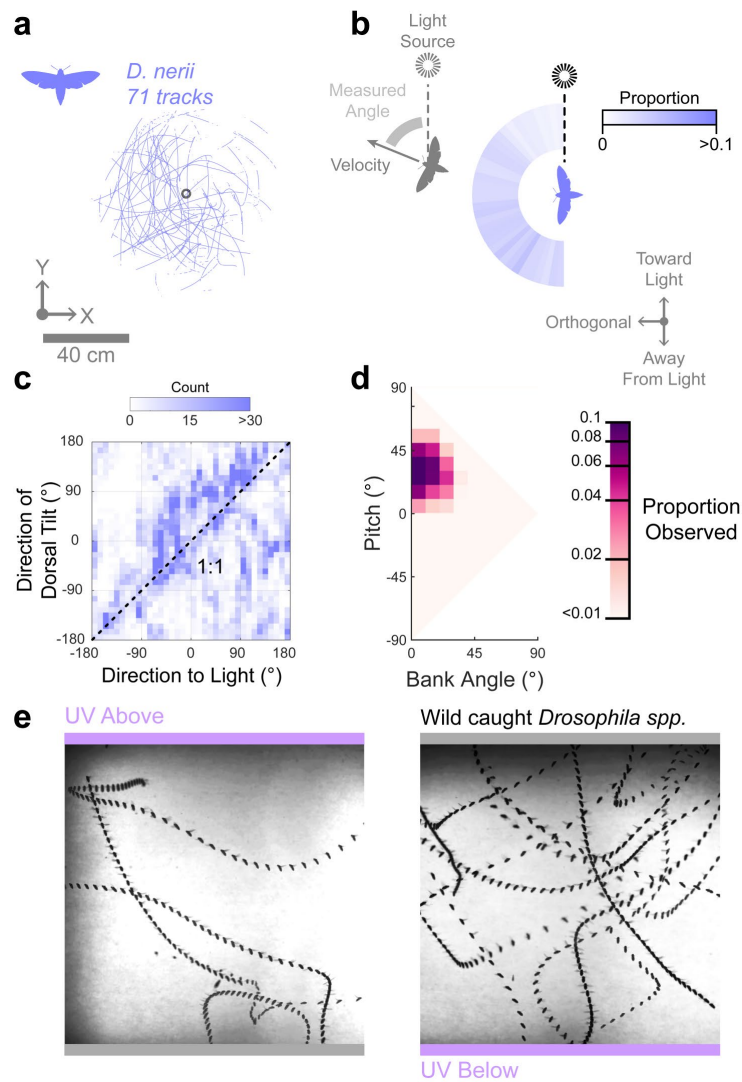 a
D. nerii
71 tracks
Y
X
40 cm
b
Light
Source
Measured
Angle
Velocity
Proportion
0
>0.1
Toward
Light
Orthogonal
Away
From Light
c
Count
0 15 >30
Direction of
Dorsal Tilt (°)
180
90
0
-90
-180
1:1
-180 -90 0 90 180
Direction to Light (°)
d
Pitch (°)
90
45
0
-45
-90
0 45 90
Bank Angle (°)
0.1
0.08
0.06
0.04
0.02
<0.01
Proportion
Observed
e
UV Above
Wild caught Drosophila spp.
UV Below